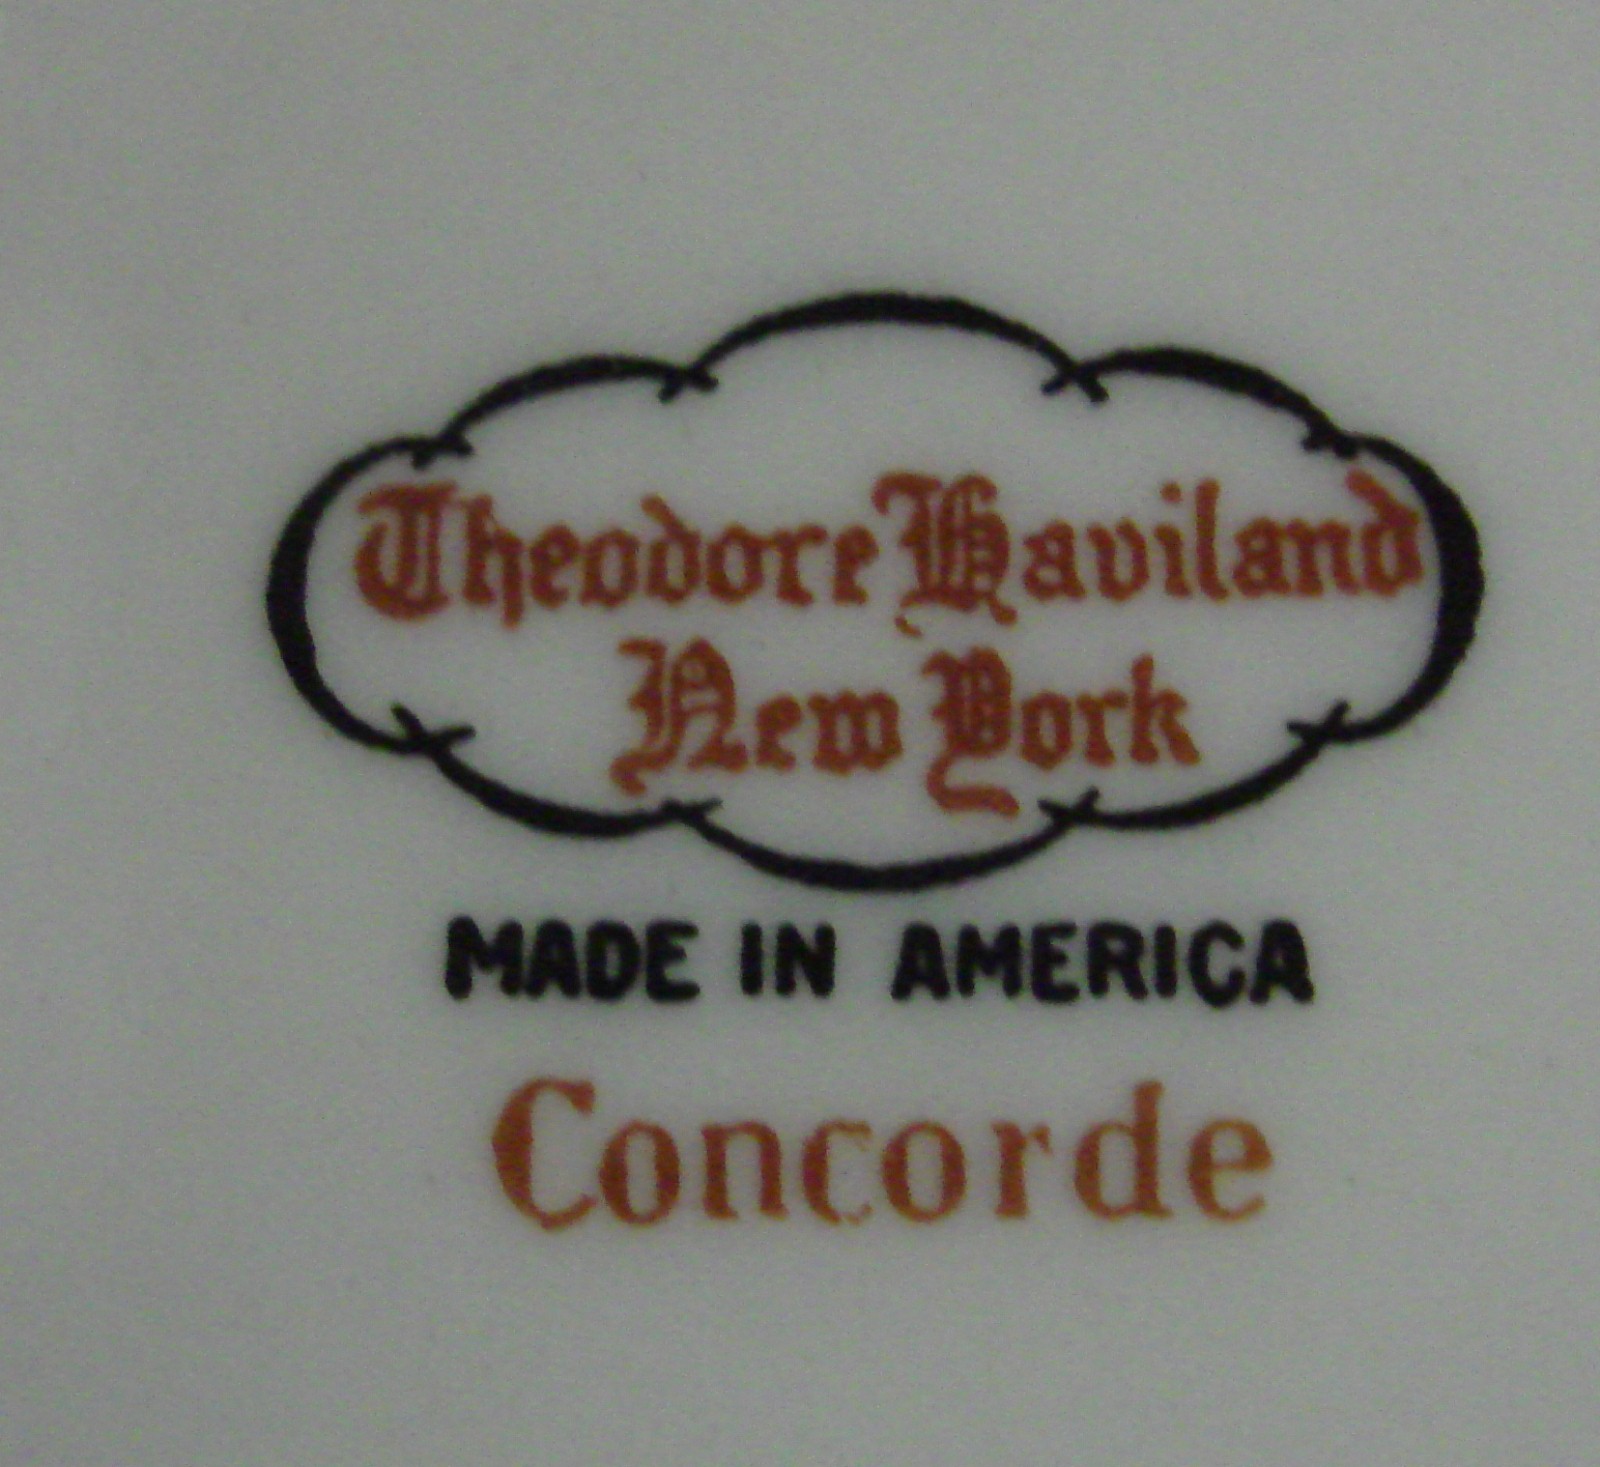 Theodore Haviland
New York
MADE IN AMERICA
Concorde